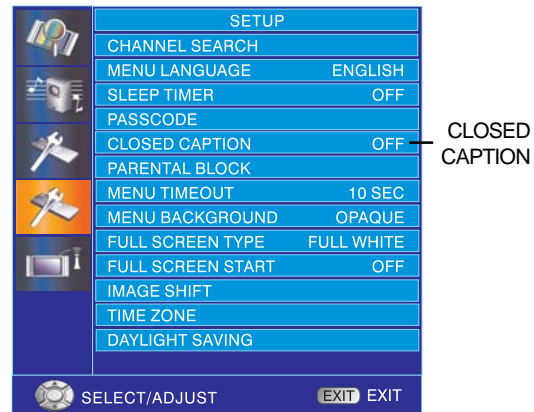 SETUP
CHANNEL SEARCH
MENU LANGUAGE ENGLISH
SLEEP TIMER OFF
PASSCODE
CLOSED CAPTION OFF
CLOSED
CAPTION
PARENTAL BLOCK
MENU TIMEOUT 10 SEC
MENU BACKGROUND OPAQUE
FULL SCREEN TYPE FULL WHITE
FULL SCREEN START OFF
IMAGE SHIFT
TIME ZONE
DAYLIGHT SAVING
SELECT/ADJUST EXIT EXIT